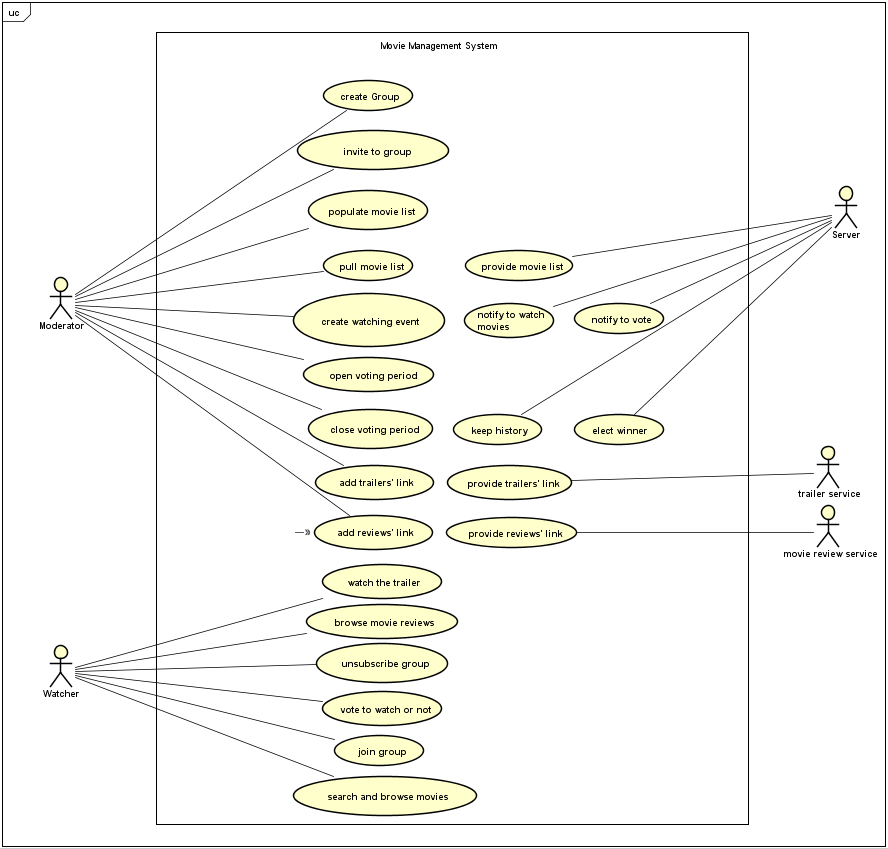 uc
Movie Management System
create Group
invite to group
populate movie list
Server
pull movie list
provide movie list
Moderator
create watching event
notify to watch
movies
notify to vote
open voting period
close voting period
keep history
elect winner
add trailers' link
provide trailers' link
trailer service
add reviews' link
provide reviews' link
movie review service
watch the trailer
browse movie reviews
unsubscribe group
Watcher
vote to watch or not
join group
search and browse movies